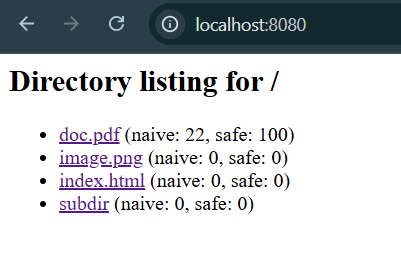 localhost:8080
Directory listing for /
doc.pdf (naive: 22, safe: 100)
image.png (naive: 0, safe: 0)
index.html (naive: 0, safe: 0)
subdir (naive: 0, safe: 0)